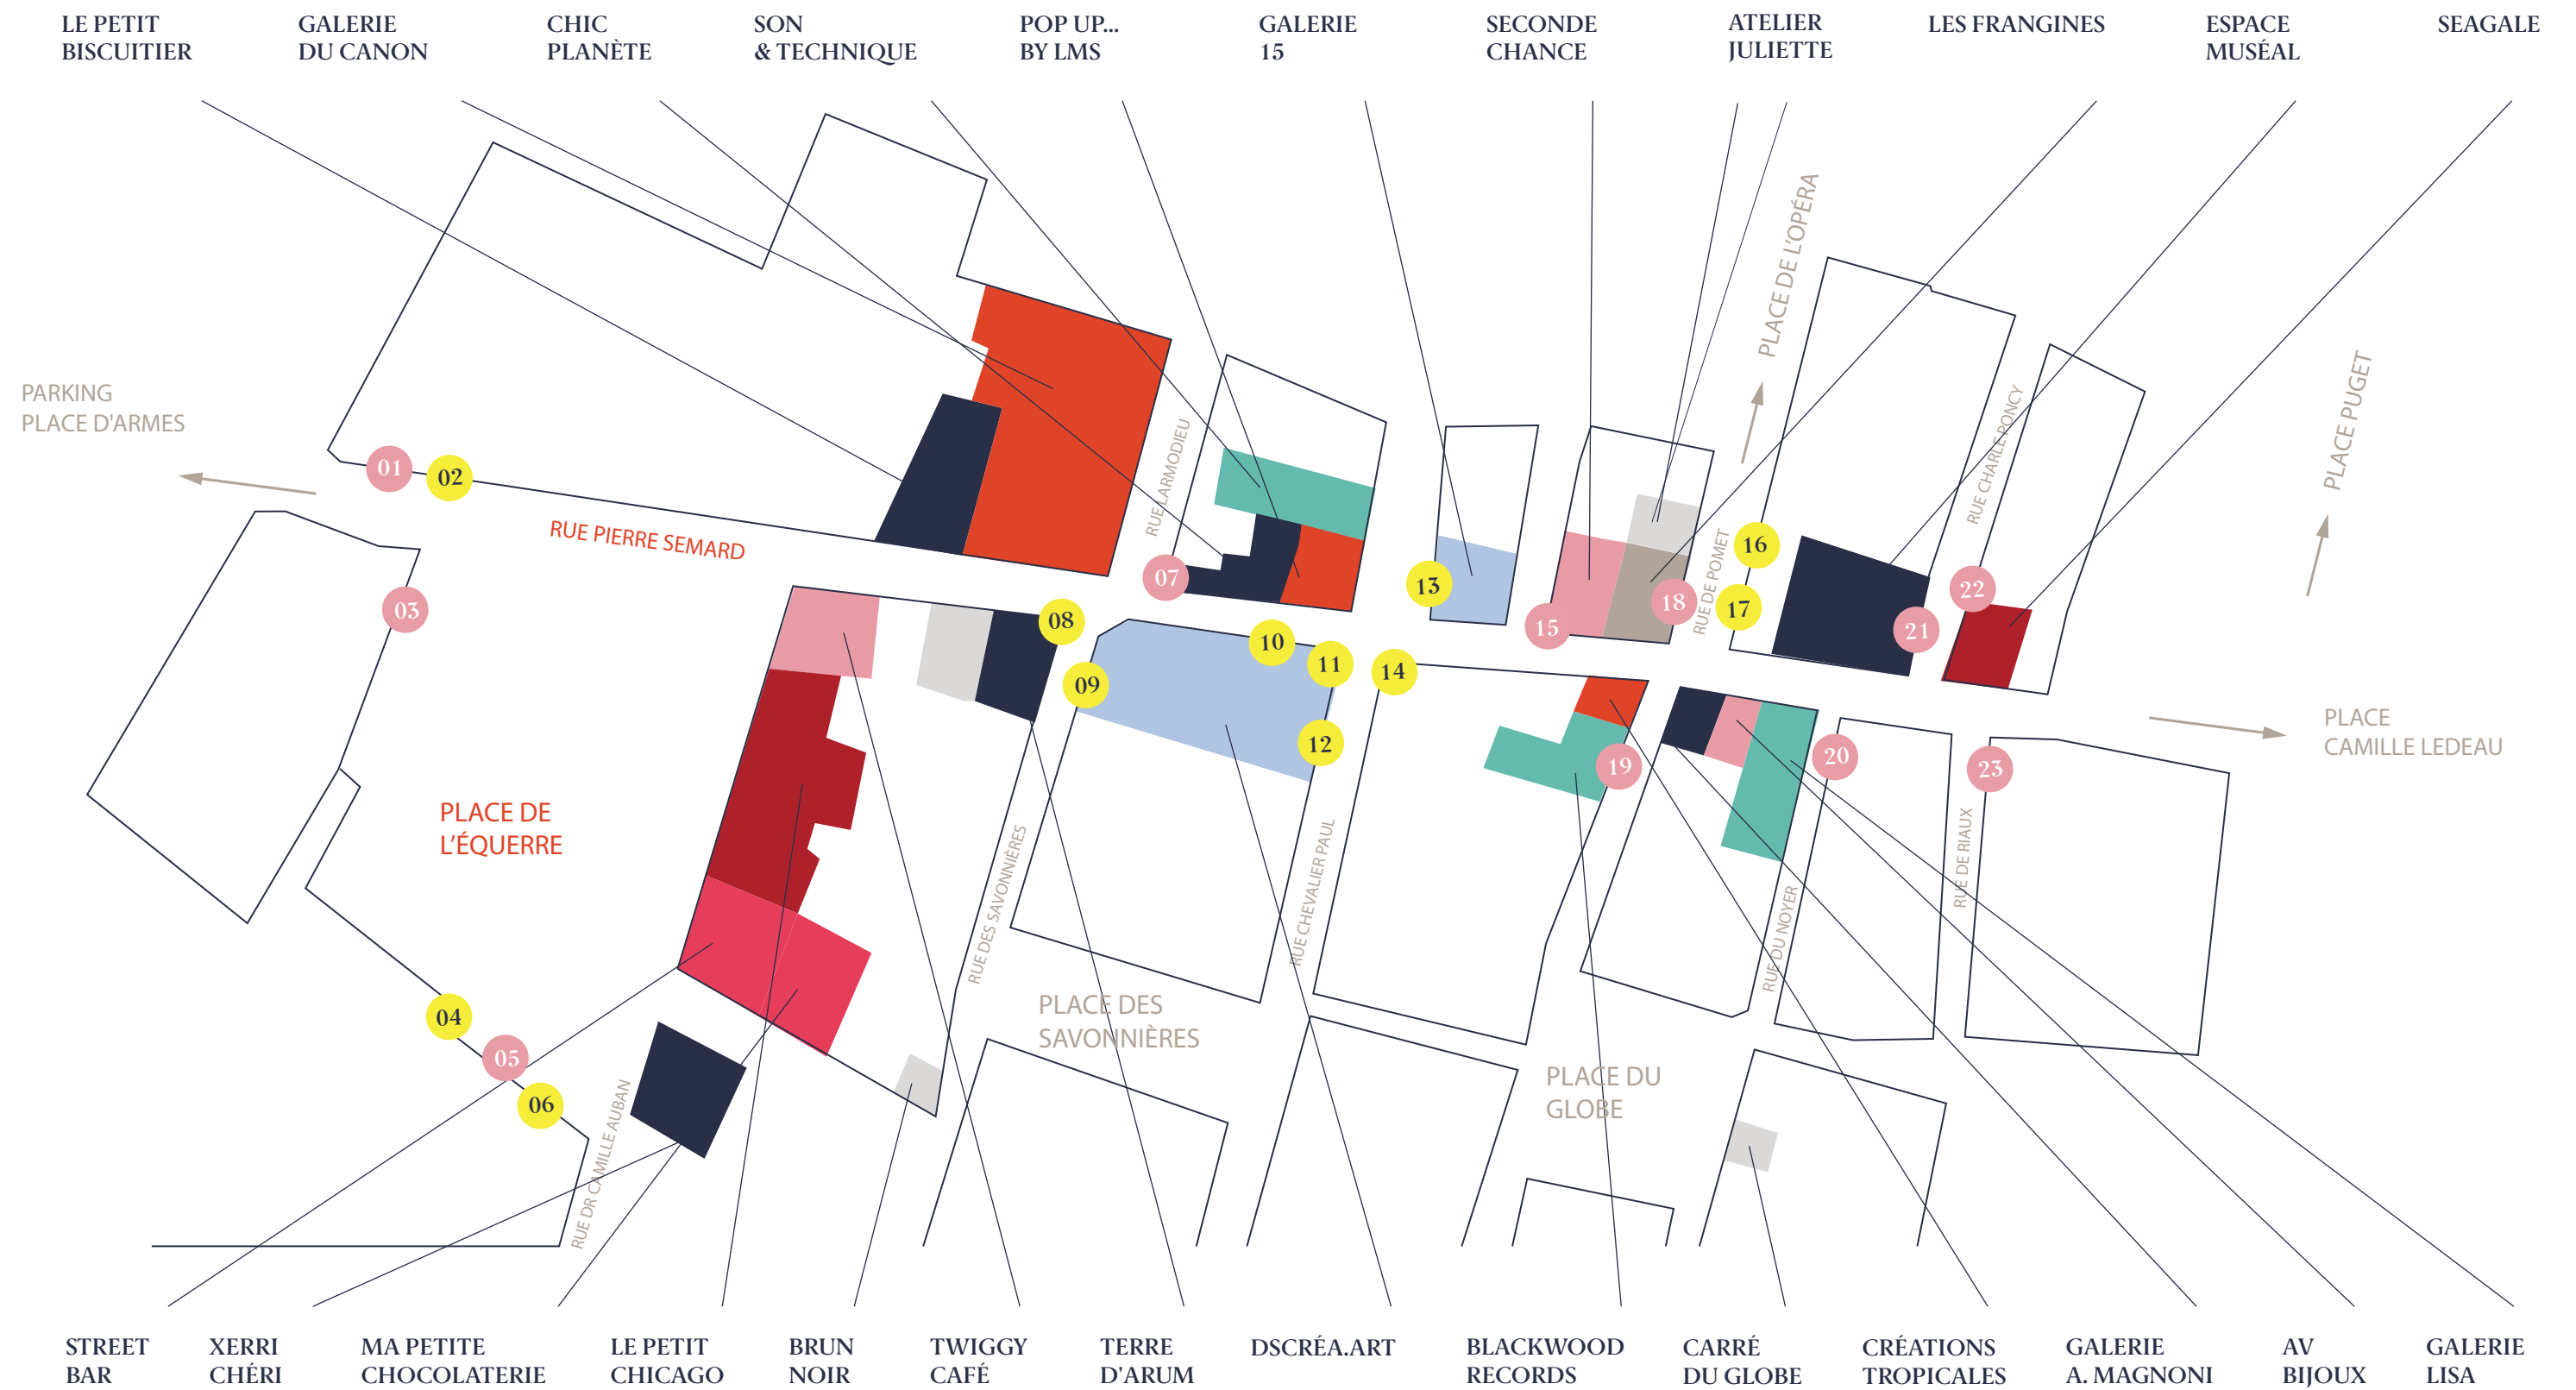 LE PETIT
BISCUITIER
GALERIE
DU CANON
CHIC
PLANÈTE
SON
& TECHNIQUE
POP UP...
BY LMS
GALERIE
15
SECONDE
CHANCE
ATELIER
JULIETTE
LES FRANGINES
ESPACE
MUSÉAL
SEAGALE
PLACE DE L'OPÉRA
PLACE PUGET
PARKING
PLACE D'ARMES
RUE LARMODIEU
RUE CHARLE PONCY
01
02
RUE PIERRE SEMARD
03
07
13
15
18
RUE DE POMET
16
17
21
22
08
09
10
11
12
14
19
20
23
PLACE
CAMILLE LEDEAU
PLACE DE
L'ÉQUERRE
RUE DES SAVONNIÈRES
RUE CHEVALIER PAUL
RUE DU NOYER
RUE DE RIAUX
04
05
06
PLACE DES
SAVONNIÈRES
PLACE DU
GLOBE
RUE DR CAMILLE AUBAN
STREET
BAR
XERRI
CHÉRI
MA PETITE
CHOCOLATERIE
LE PETIT
CHICAGO
BRUN
NOIR
TWIGGY
CAFÉ
TERRE
D'ARUM
DSCRÉA.ART
BLACKWOOD
RECORDS
CARRÉ
DU GLOBE
CRÉATIONS
TROPICALES
GALERIE
A. MAGNONI
AV
BIJOUX
GALERIE
LISA